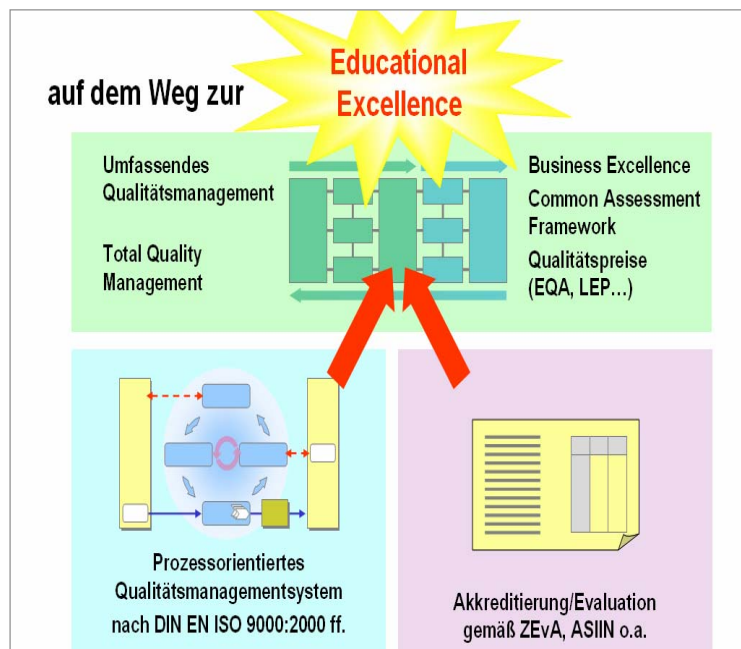 auf dem Weg zur
Educational
Excellence
Umfassendes
Qualitätsmanagement
Total Quality
Management
Business Excellence
Common Assessment
Framework
Qualitätspreise
(EQA, LEP…)
Prozessorientiertes
Qualitätsmanagementsystem
nach DIN EN ISO 9000:2000 ff.
Akkreditierung/Evaluation
gemäß ZEvA, ASIIN o.a.